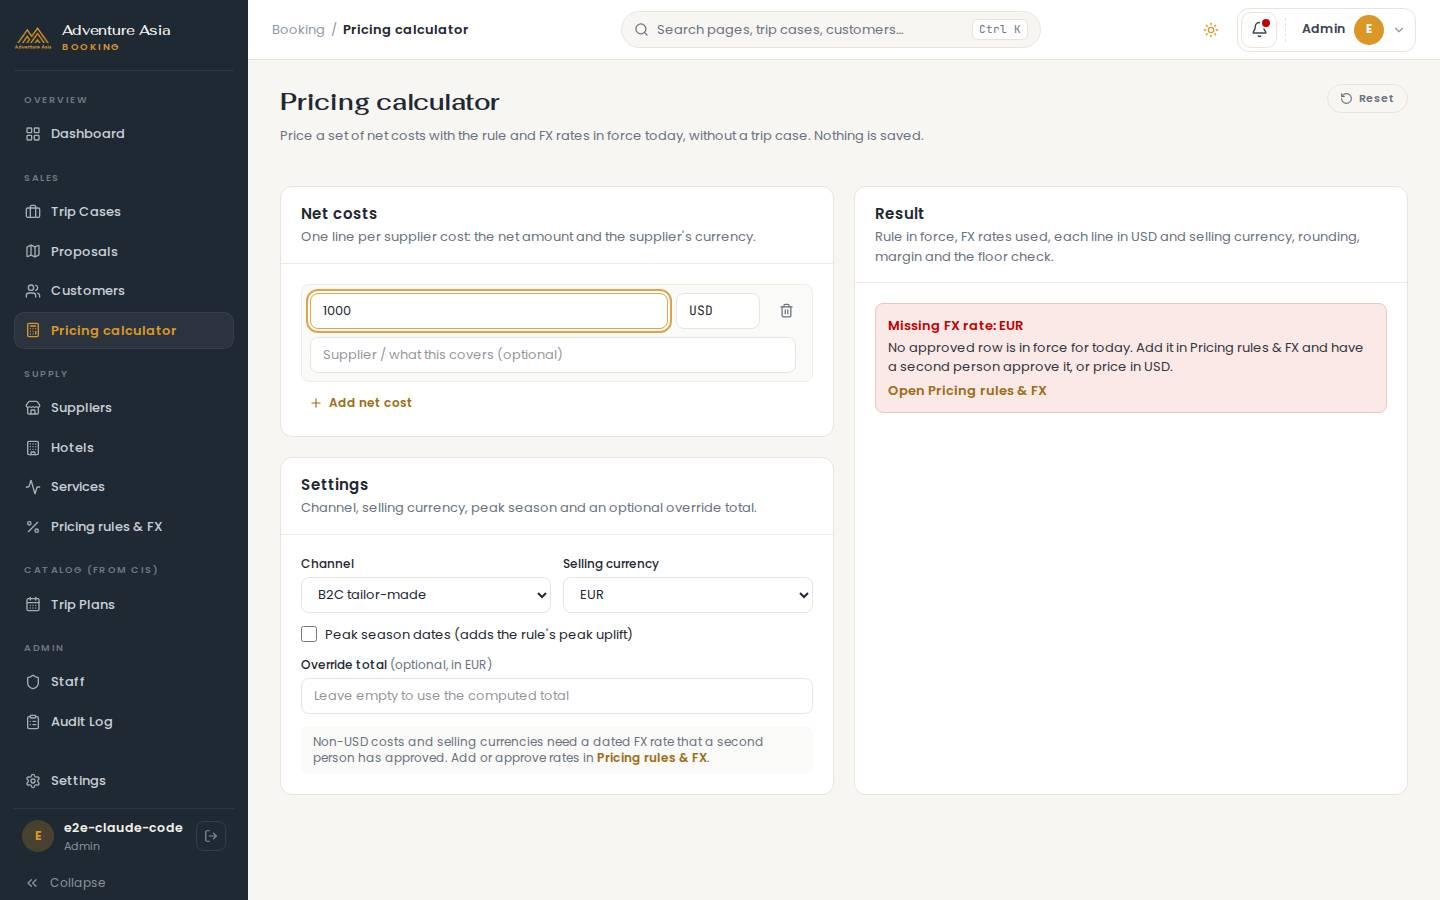 Adventure Asia
BOOKING
Adventure Asia
OVERVIEW
Dashboard
SALES
Trip Cases
Proposals
Customers
Pricing calculator
SUPPLY
Suppliers
Hotels
Services
Pricing rules & FX
CATALOG (FROM CIS)
Trip Plans
ADMIN
Staff
Audit Log
Settings
E
e2e-claude-code
Admin
Collapse
Booking / Pricing calculator
Search pages, trip cases, customers...
Ctrl K
Admin
E
Pricing calculator
Reset
Price a set of net costs with the rule and FX rates in force today, without a trip case. Nothing is saved.
Net costs
One line per supplier cost: the net amount and the supplier's currency.
1000
USD
Supplier / what this covers (optional)
Add net cost
Settings
Channel, selling currency, peak season and an optional override total.
Channel
Selling currency
B2C tailor-made
EUR
Peak season dates (adds the rule's peak uplift)
Override total (optional, in EUR)
Leave empty to use the computed total
Non-USD costs and selling currencies need a dated FX rate that a second
person has approved. Add or approve rates in Pricing rules & FX.
Result
Rule in force, FX rates used, each line in USD and selling currency, rounding,
margin and the floor check.
Missing FX rate: EUR
No approved row is in force for today. Add it in Pricing rules & FX and have
a second person approve it, or price in USD.
Open Pricing rules & FX